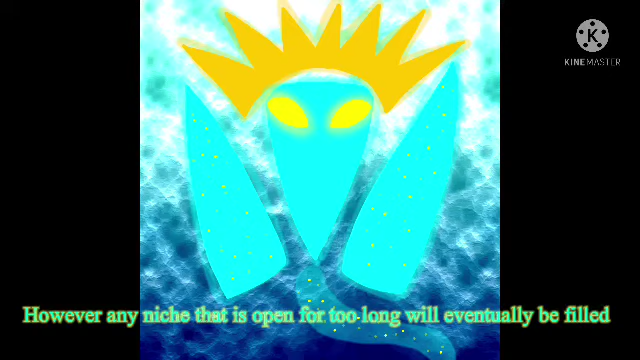 K
KINEMASTER
However any niche that is open for too long will eventually be filled